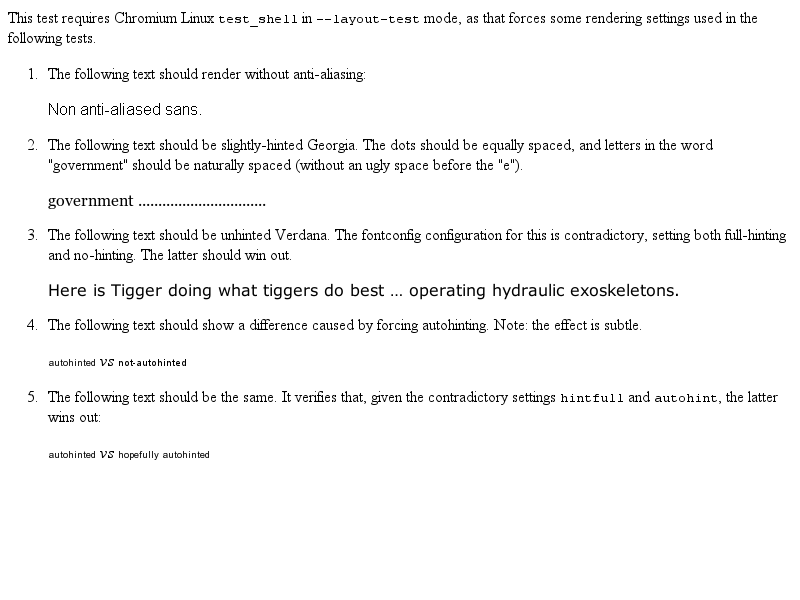 This test requires Chromium Linux test_shell in --layout-test mode, as that forces some rendering settings used in the
following tests.
1. The following text should render without anti-aliasing:
Non anti-aliased sans.
2. The following text should be slightly-hinted Georgia. The dots should be equally spaced, and letters in the word
"government" should be naturally spaced (without an ugly space before the "e").
government ................................
3. The following text should be unhinted Verdana. The fontconfig configuration for this is contradictory, setting both full-hinting
and no-hinting. The latter should win out.
Here is Tigger doing what tiggers do best … operating hydraulic exoskeletons.
4. The following text should show a difference caused by forcing autohinting. Note: the effect is subtle.
autohinted vs not-autohinted
5. The following text should be the same. It verifies that, given the contradictory settings hintfull and autohint, the latter
wins out:
autohinted vs hopefully autohinted